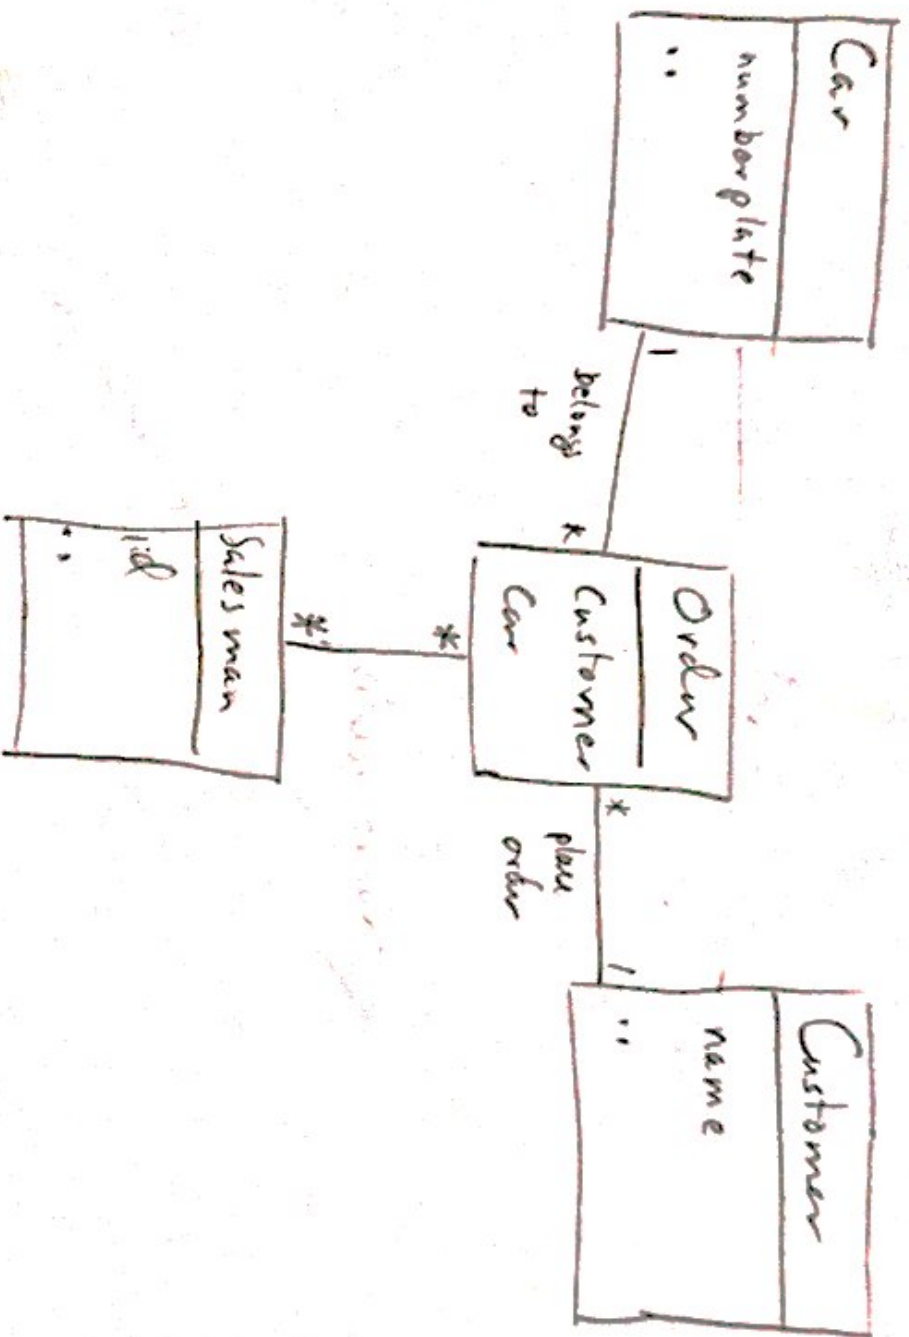 Car
numberplate
..
1
belongs
to
*
Order
Customer
Car
*
place
order
1
Customer
name
..
*
*
Salesman
id
..